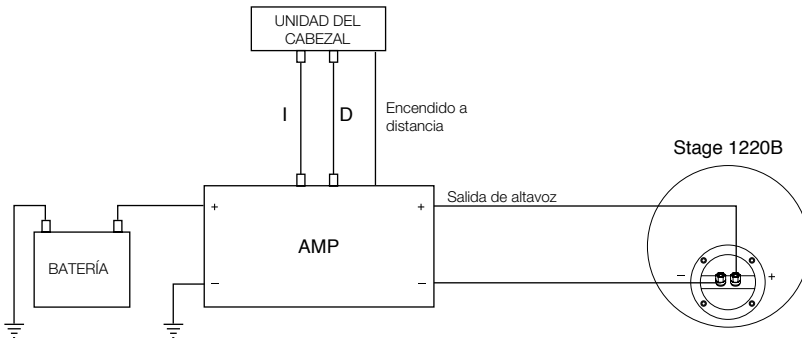 UNIDAD DEL
CABEZAL
I
D
Encendido a
distancia
Stage 1220B
Salida de altavoz
+
+
AMP
BATERÍA
−
+
−
−